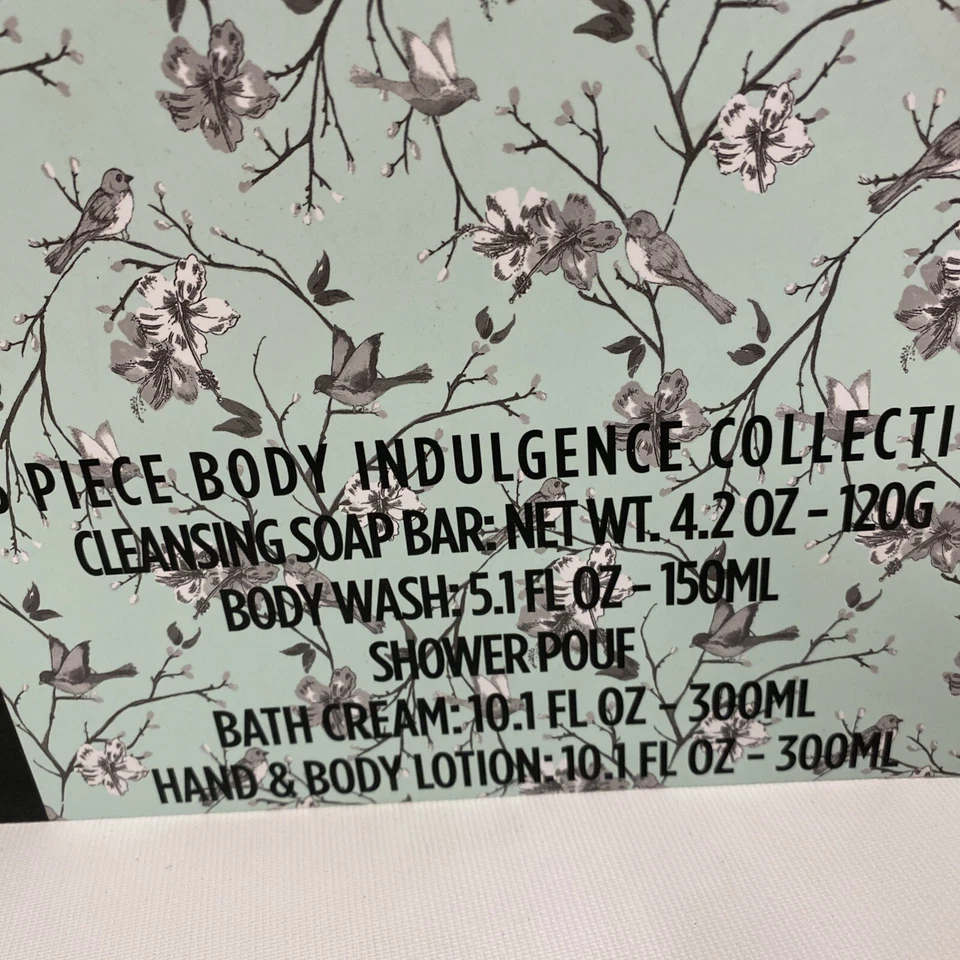 PIECE BODY INDULGENCE COLLECTI
CLEANSING SOAP BAR: NET WT. 4.2 OZ – 120G
BODY WASH: 5.1 FL OZ – 150ML
SHOWER POUF
BATH CREAM: 10.1 FL OZ – 300ML
HAND & BODY LOTION: 10.1 FL OZ – 300ML